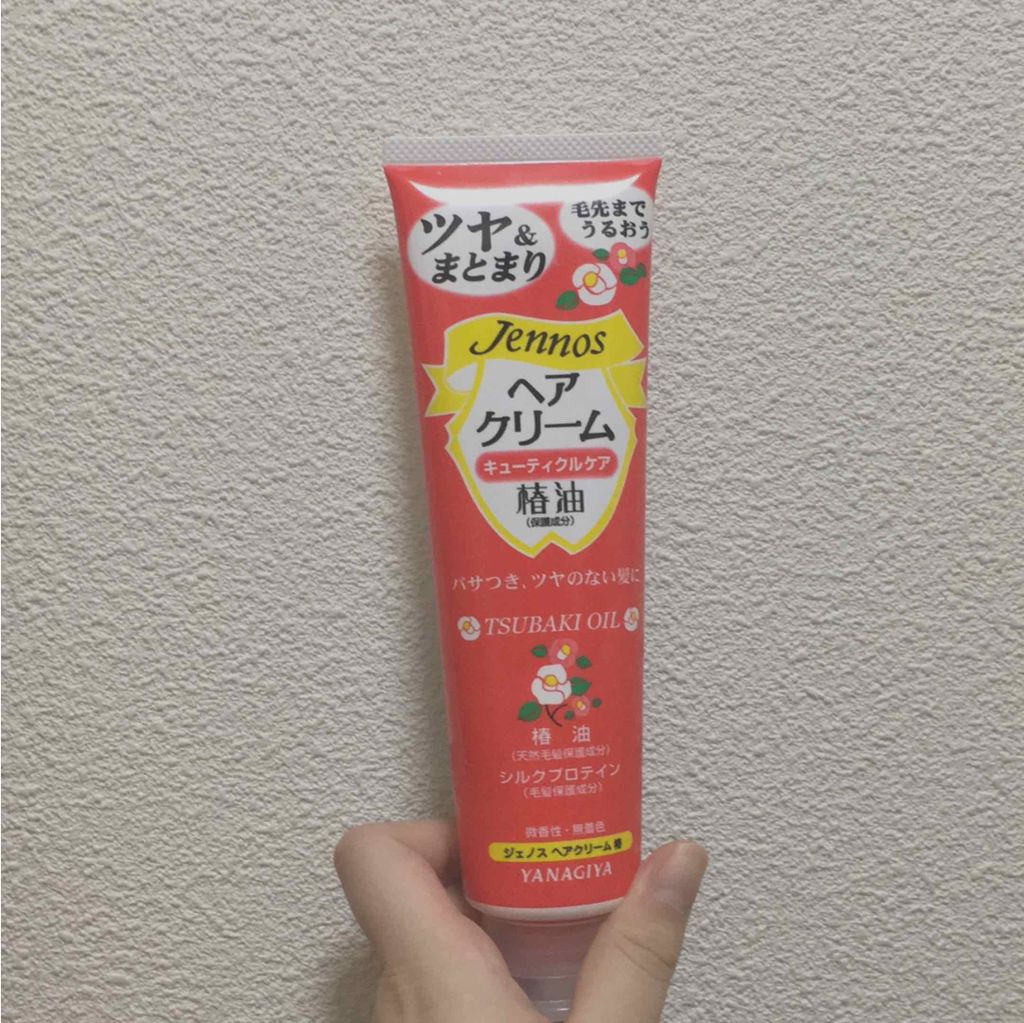 ツヤ&
まとまり
毛先まで
うるおう
Jennos
ヘア
クリーム
キューティクルケア
椿油
(保護成分)
パサつき、ツヤのない髪に
TSUBAKI OIL
椿 油
(天然毛髪保護成分)
シルクプロテイン
(毛髪保護成分)
微香性・無着色
ジェノス ヘアクリーム 椿
YANAGIYA